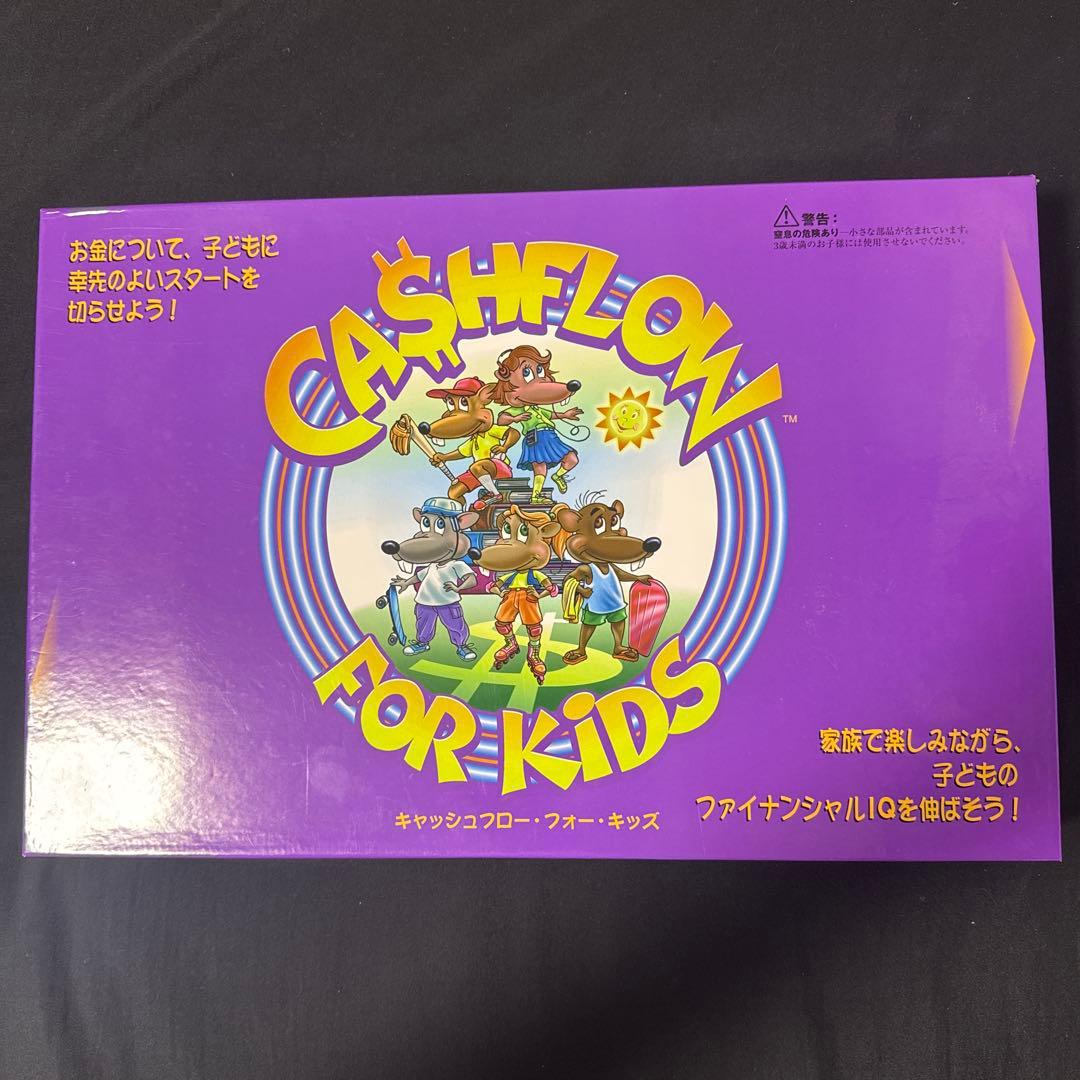 お金について、子どもに
幸先のよいスタートを
切らせよう!
警告:
窒息の危険あり—小さな部品が含まれています。
3歳未満のお子様には使用させないでください。
CA$HFLOW
TM
FOR KiDS
キャッシュフロー・フォー・キッズ
家族で楽しみながら、
子どもの
ファイナンシャルIQを伸ばそう!